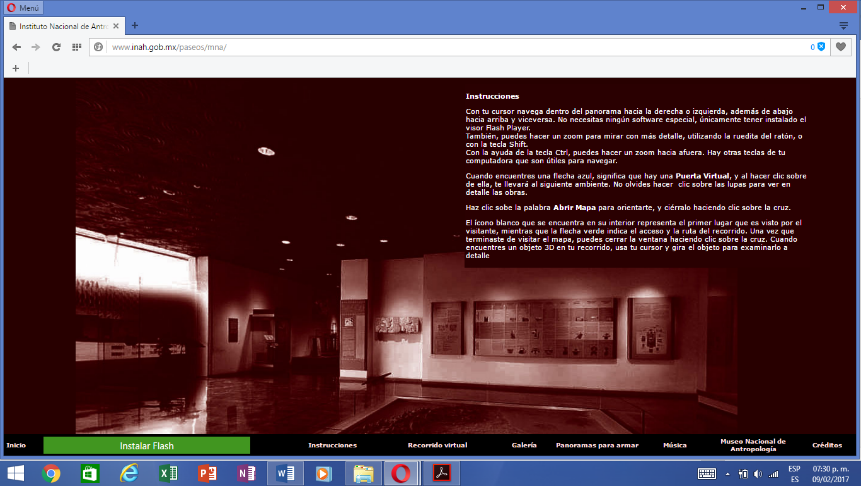 Menú
Instituto Nacional de Antro
www.inah.gob.mx/paseos/mna/
0
Instrucciones
Con tu cursor navega dentro del panorama hacia la derecha o izquierda, además de abajo
hacia arriba y viceversa. No necesitas ningún software especial, únicamente tener instalado el
visor Flash Player.
También, puedes hacer un zoom para mirar con más detalle, utilizando la ruedita del ratón, o
con la tecla Shift.
Con la ayuda de la tecla Ctrl, puedes hacer un zoom hacia afuera. Hay otras teclas de tu
computadora que son útiles para navegar.
Cuando encuentres una flecha azul, significa que hay una Puerta Virtual, y al hacer clic sobre
de ella, te llevará al siguiente ambiente. No olvides hacer clic sobre las lupas para ver en
detalle las obras.
Haz clic sobe la palabra Abrir Mapa para orientarte, y ciérralo haciendo clic sobre la cruz.
El ícono blanco que se encuentra en su interior representa el primer lugar que es visto por el
visitante, mientras que la flecha verde indica el acceso y la ruta del recorrido. Una vez que
terminaste de visitar el mapa, puedes cerrar la ventana haciendo clic sobre la cruz. Cuando
encuentres un objeto 3D en tu recorrido, usa tu cursor y gira el objeto para examinarlo a
detalle
Inicio
Instalar Flash
Instrucciones
Recorrido virtual
Galería
Panoramas para armar
Música
Museo Nacional de
Antropología
Créditos
ESP
ES
07:30 p. m.
09/02/2017